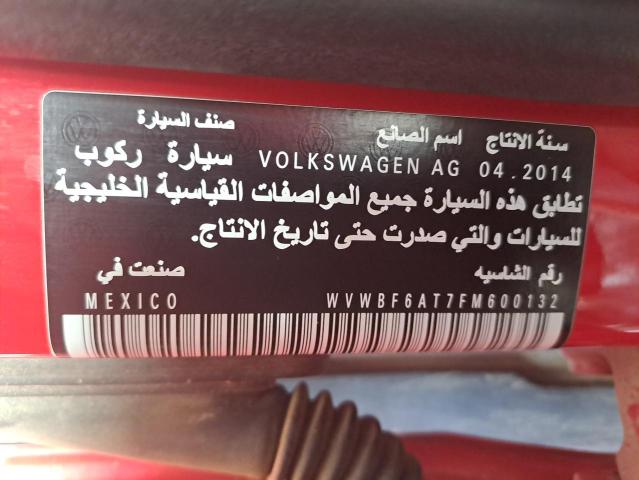 سنة الانتاج اسم الصانع صنف السيارة
04.2014 VOLKSWAGEN AG سيارة ركوب
تطابق هذه السيارة جميع المواصفات القياسية الخليجية
للسيارات والتي صدرت حتى تاريخ الانتاج.
رقم الشاسيه صنعت في
WVWBF6AT7FM600132 MEXICO